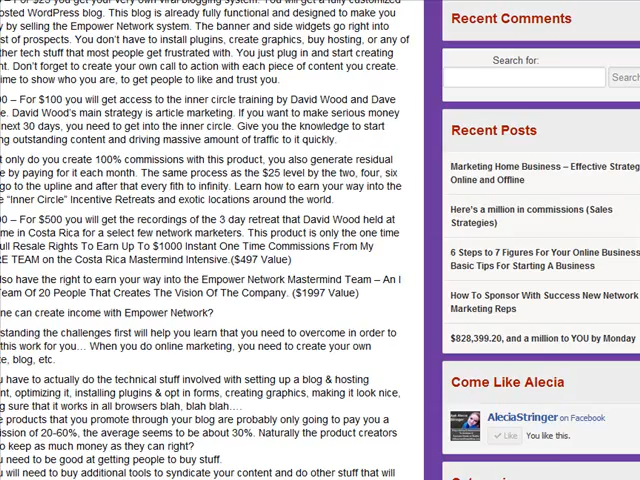 hosted WordPress blog. This blog is already fully functional and designed to make you
by selling the Empower Network system. The banner and side widgets go right into
st of prospects. You don't have to install plugins, create graphics, buy hosting, or any of
ther tech stuff that most people get frustrated with. You just plug in and start creating
nt. Don't forget to create your own call to action with each piece of content you create.
ime to show who you are, to get people to like and trust you.
00 – For $100 you will get access to the inner circle training by David Wood and Dave
e. David Wood's main strategy is article marketing. If you want to make serious money
next 30 days, you need to get into the inner circle. Give you the knowledge to start
ng outstanding content and driving massive amount of traffic to it quickly.
t only do you create 100% commissions with this product, you also generate residual
e by paying for it each month. The same process as the $25 level by the two, four, six
go to the upline and after that every fifth to infinity. Learn how to earn your way into the
e "Inner Circle" Incentive Retreats and exotic locations around the world.
00 – For $500 you will get the recordings of the 3 day retreat that David Wood held at
me in Costa Rica for a select few network marketers. This product is only the one time
ull Resale Rights To Earn Up To $1000 Instant One Time Commissions From My
RE TEAM on the Costa Rica Mastermind Intensive.($497 Value)
lso have the right to earn your way into the Empower Network Mastermind Team – An I
Team Of 20 People That Creates The Vision Of The Company. ($1997 Value)
ne can create income with Empower Network?
rstanding the challenges first will help you learn that you need to overcome in order to
this work for you… When you do online marketing, you need to create your own
te, blog, etc.
u have to actually do the technical stuff involved with setting up a blog & hosting
nt, optimizing it, installing plugins & opt in forms, creating graphics, making it look nice,
g sure that it works in all browsers blah, blah blah….
e products that you promote through your blog are probably only going to pay you a
ission of 20-60%, the average seems to be about 30%. Naturally the product creators
o keep as much money as they can right?
u need to be good at getting people to buy stuff.
u will need to buy additional tools to syndicate your content and do other stuff that will
Recent Comments
Search for:
Search
Recent Posts
Marketing Home Business – Effective Strateg
Online and Offline
Here's a million in commissions (Sales
Strategies)
6 Steps to 7 Figures For Your Online Business
Basic Tips For Starting A Business
How To Sponsor With Success New Network
Marketing Reps
$828,399.20, and a million to YOU by Monday
Come Like Alecia
AleciaStringer on Facebook
Like You like this.